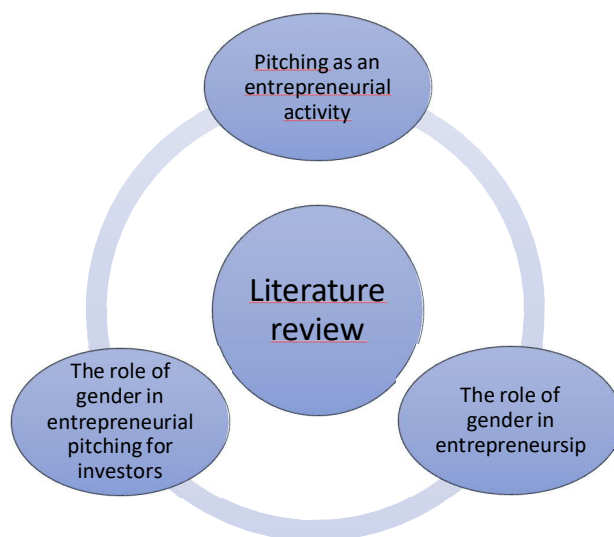 Pitching as an
entrepreneurial
activity
Literature
review
The role of
gender in
entrepreneurial
pitching for
investors
The role of
gender in
entrepreneursip